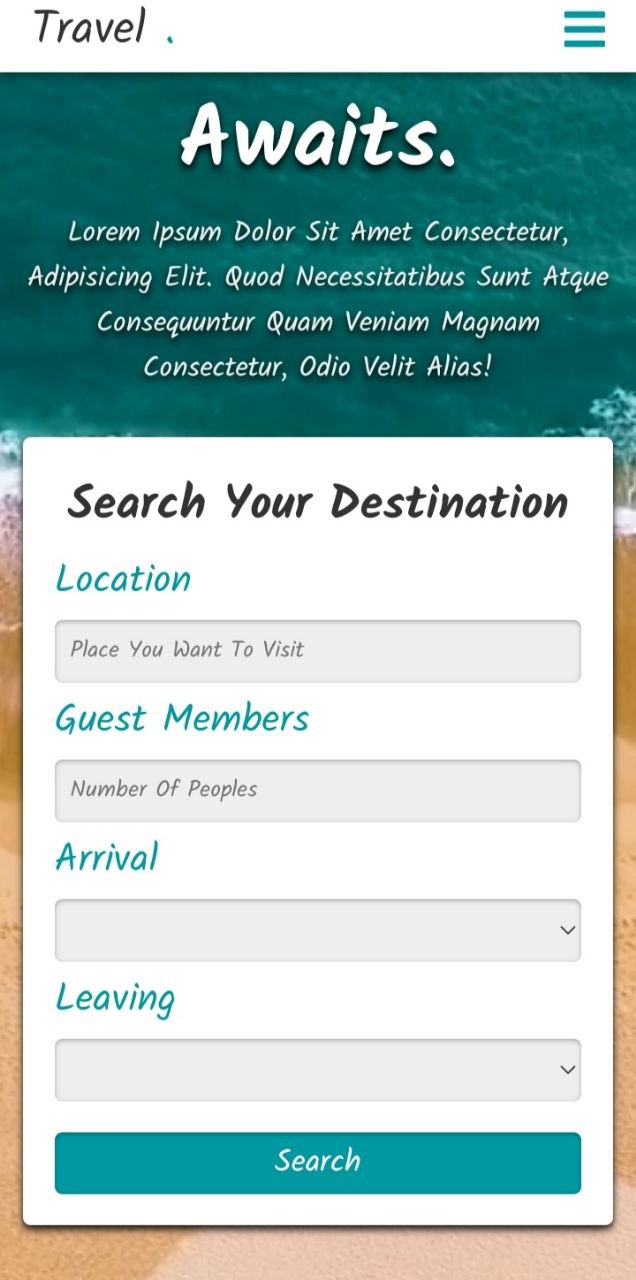 Travel .
Awaits.
Lorem Ipsum Dolor Sit Amet Consectetur,
Adipisicing Elit. Quod Necessitatibus Sunt Atque
Consequuntur Quam Veniam Magnam
Consectetur, Odio Velit Alias!
Search Your Destination
Location
Place You Want To Visit
Guest Members
Number Of Peoples
Arrival
Leaving
Search